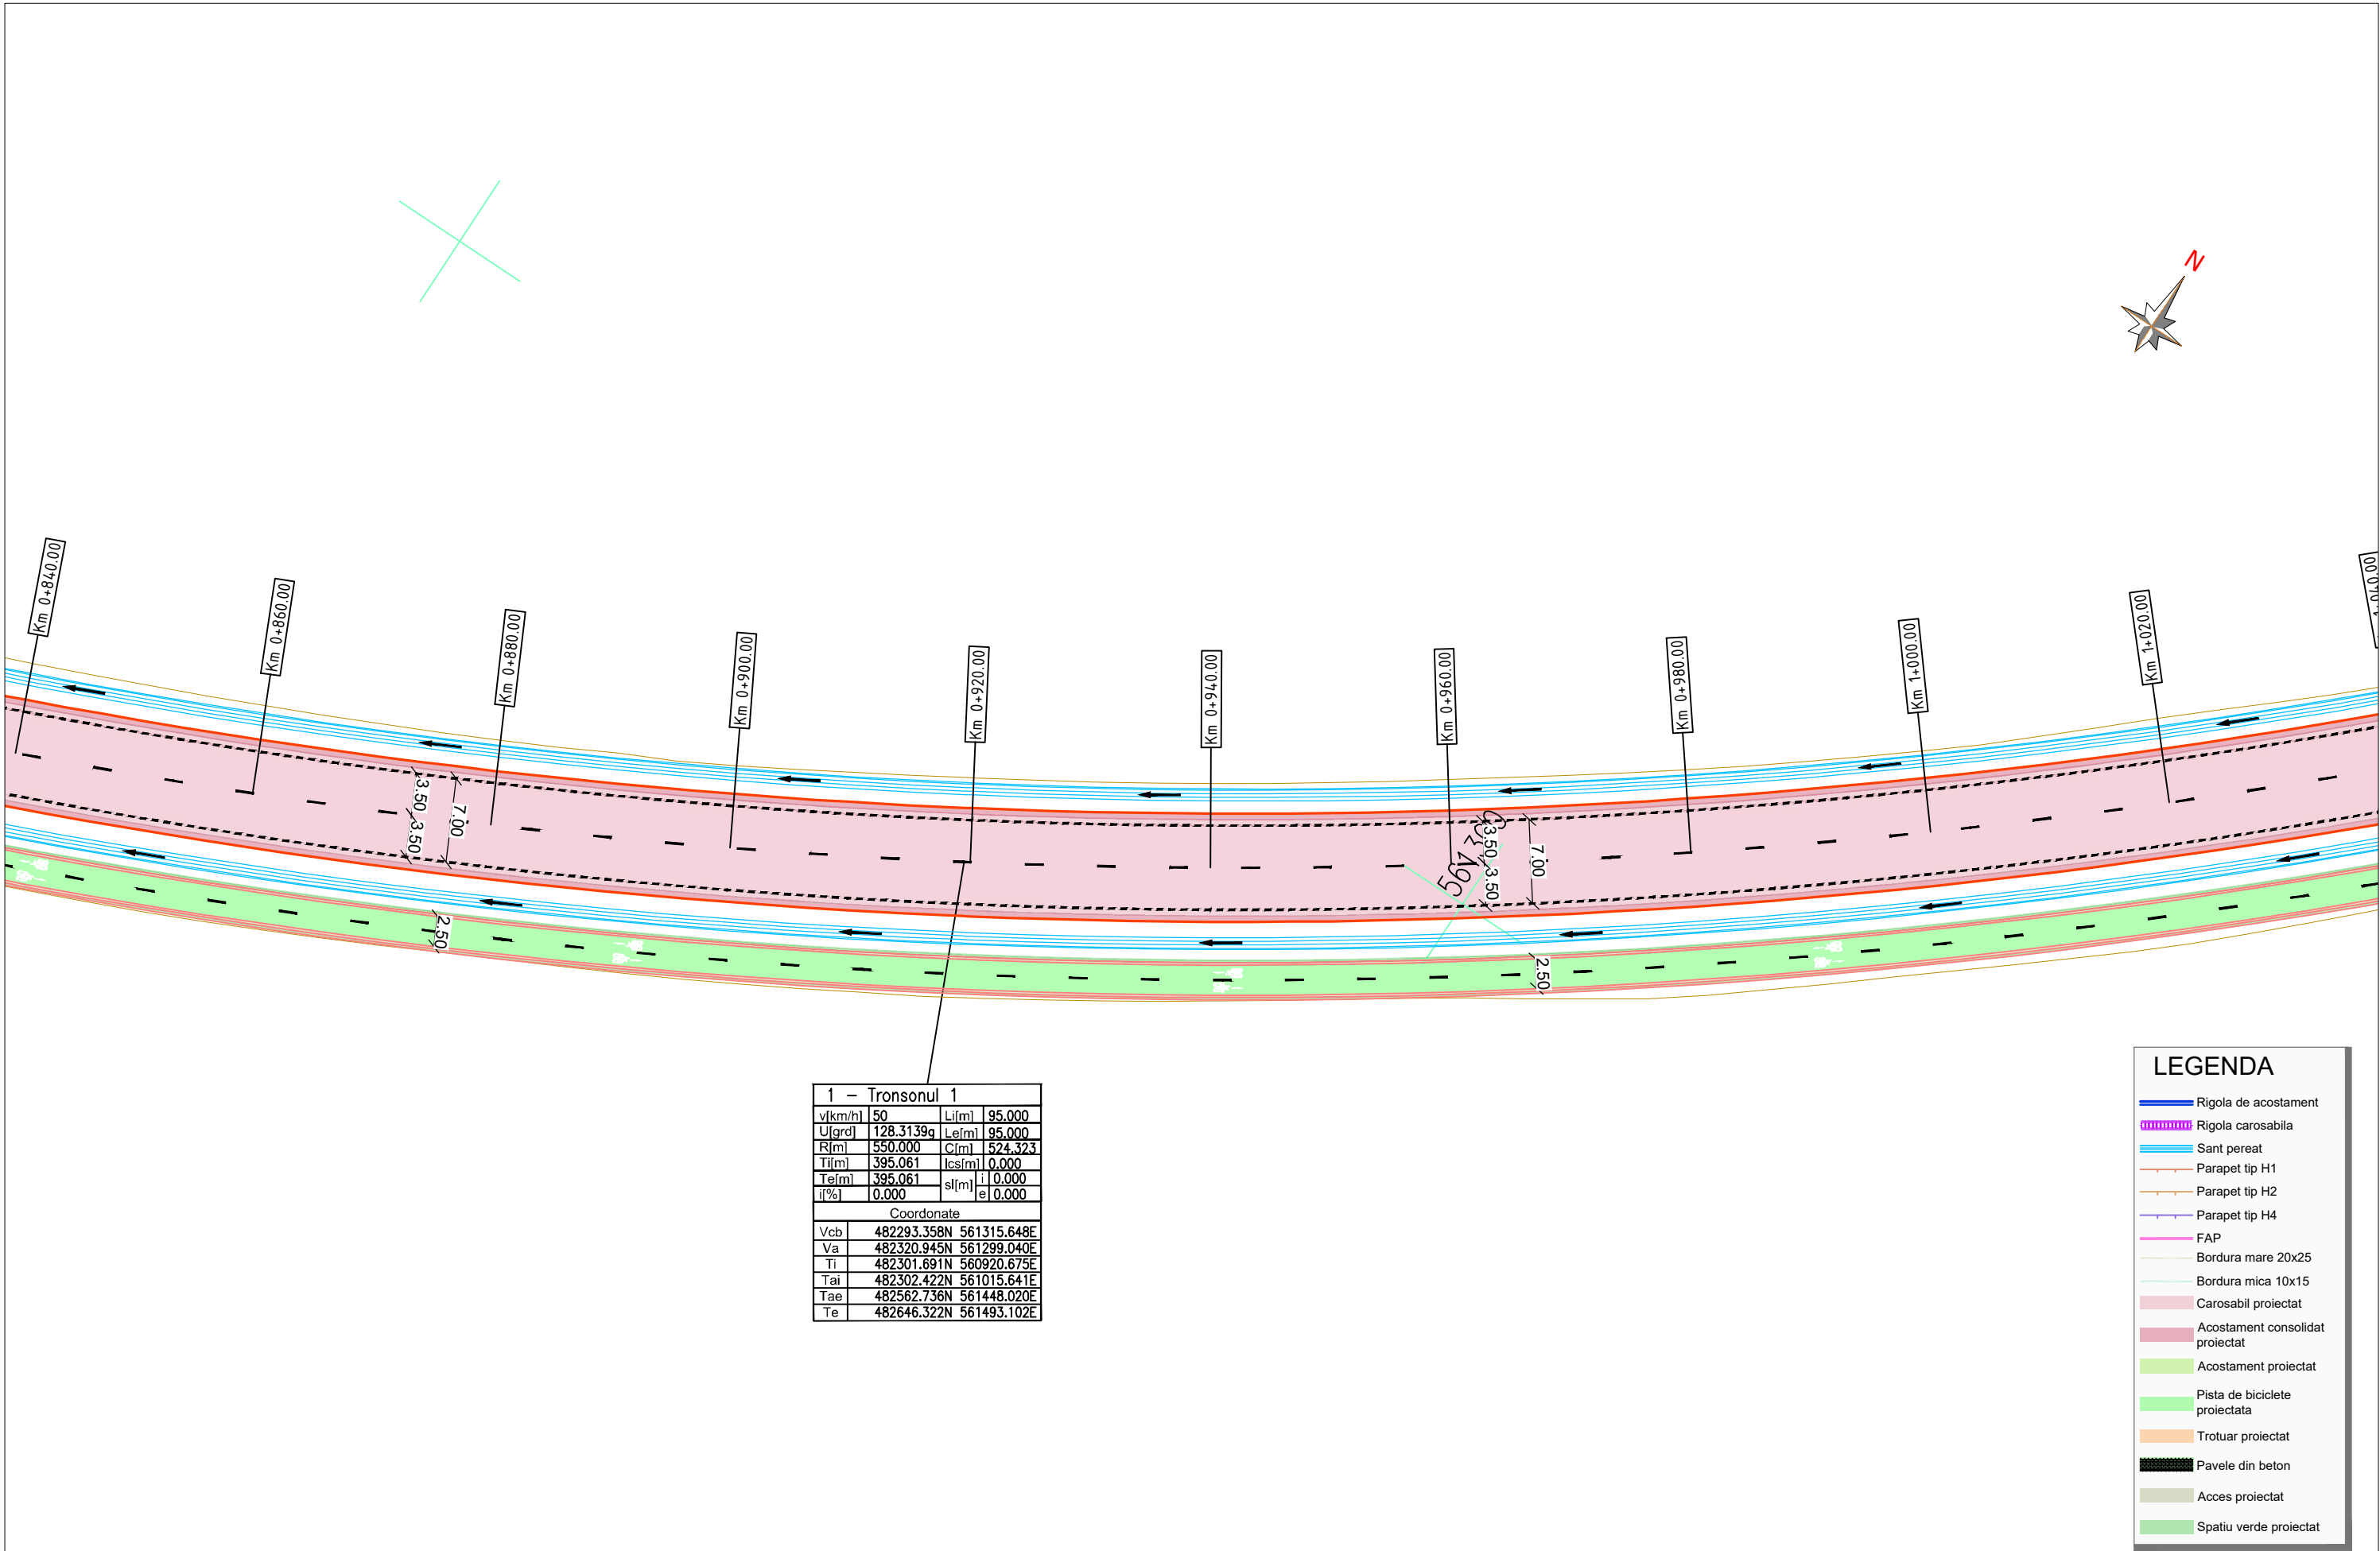 N
Km 0+840.00
Km 0+860.00
Km 0+880.00
Km 0+900.00
Km 0+920.00
Km 0+940.00
Km 0+960.00
Km 0+980.00
Km 1+000.00
Km 1+020.00
3.50
3.50
7.00
2.50
3.50
3.50
7.00
2.50
1 – Tronsonul 1
v[km/h] 50 Li[m] 95.000
U[grd] 128.3139g Le[m] 95.000
R[m] 550.000 C[m] 524.323
Ti[m] 395.061 Ics[m] 0.000
Te[m] 395.061 sl[m] i 0.000
i[%] 0.000 e 0.000
Coordonate
Vcb 482293.358N 561315.648E
Va 482320.945N 561299.040E
Ti 482301.691N 560920.675E
Tai 482302.422N 561015.641E
Tae 482562.736N 561448.020E
Te 482646.322N 561493.102E
LEGENDA
Rigola de acostament
Rigola carosabila
Sant pereat
Parapet tip H1
Parapet tip H2
Parapet tip H4
FAP
Bordura mare 20x25
Bordura mica 10x15
Carosabil proiectat
Acostament consolidat
proiectat
Acostament proiectat
Pista de biciclete
proiectata
Trotuar proiectat
Pavele din beton
Acces proiectat
Spatiu verde proiectat